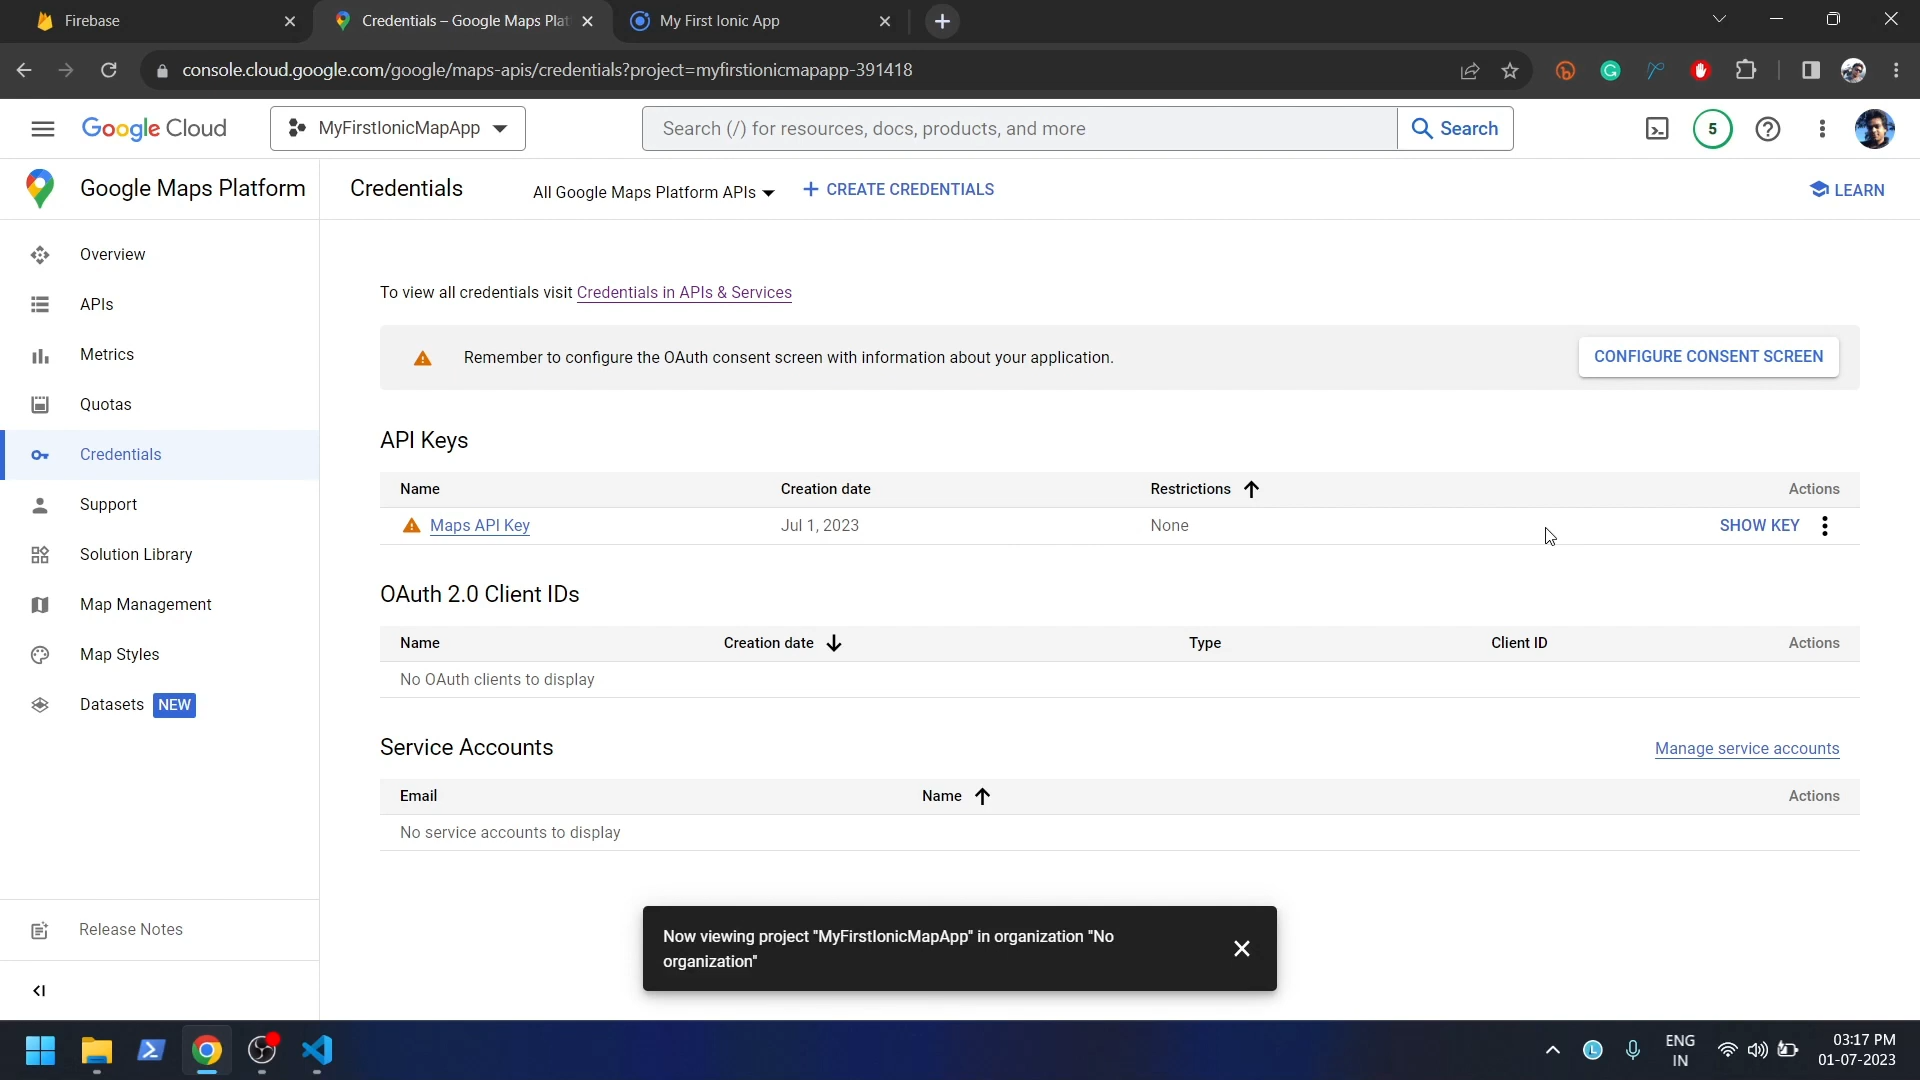 Firebase
Credentials – Google Maps Plat
My First Ionic App
console.cloud.google.com/google/maps-apis/credentials?project=myfirstionicmapapp-391418
Google Cloud
MyFirstIonicMapApp
Search (/) for resources, docs, products, and more
Search
5
Google Maps Platform
Credentials
All Google Maps Platform APIs
CREATE CREDENTIALS
LEARN
Overview
APIs
Metrics
Quotas
Credentials
Support
Solution Library
Map Management
Map Styles
Datasets NEW
Release Notes
To view all credentials visit Credentials in APIs & Services
Remember to configure the OAuth consent screen with information about your application.
CONFIGURE CONSENT SCREEN
API Keys
Name Creation date Restrictions Actions
Maps API Key Jul 1, 2023 None SHOW KEY
OAuth 2.0 Client IDs
Name Creation date Type Client ID Actions
No OAuth clients to display
Service Accounts
Manage service accounts
Email Name Actions
No service accounts to display
Now viewing project "MyFirstIonicMapApp" in organization "No
organization"
ENG
IN
03:17 PM
01-07-2023